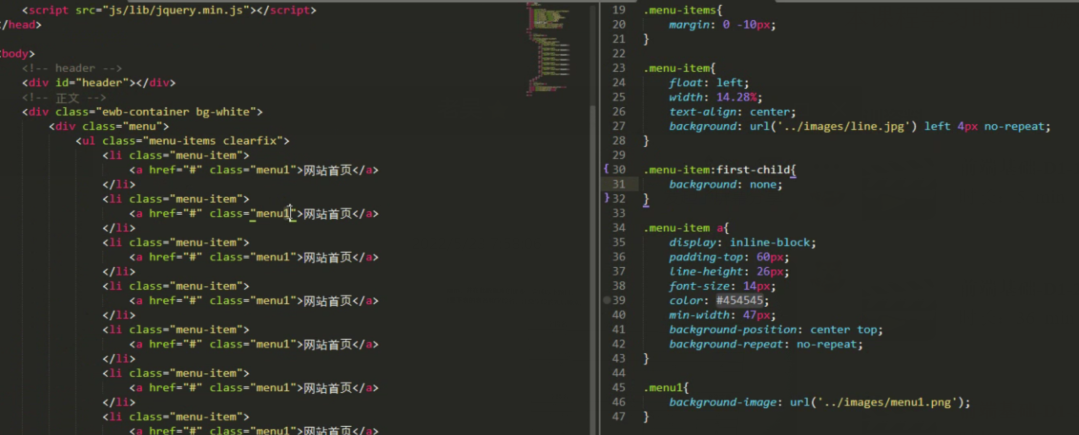 <script src="js/lib/jquery.min.js"></script>
</head>
<body>
<!-- header -->
<div id="header"></div>
<!-- 正文 -->
<div class="ewb-container bg-white">
<div class="menu">
<ul class="menu-items clearfix">
<li class="menu-item">
<a href="#" class="menu1">网站首页</a>
</li>
<li class="menu-item">
<a href="#" class="menu1">网站首页</a>
</li>
<li class="menu-item">
<a href="#" class="menu1">网站首页</a>
</li>
<li class="menu-item">
<a href="#" class="menu1">网站首页</a>
</li>
<li class="menu-item">
<a href="#" class="menu1">网站首页</a>
</li>
<li class="menu-item">
<a href="#" class="menu1">网站首页</a>
</li>
<li class="menu-item">
<a href="#" class="menu1">网站首页</a>
19 .menu-items{
20 margin: 0 -10px;
21 }
22
23 .menu-item{
24 float: left;
25 width: 14.28%;
26 text-align: center;
27 background: url('../images/line.jpg') left 4px no-repeat;
28 }
29
{ 30 .menu-item:first-child{
31 background: none;
} 32 }
33
34 .menu-item a{
35 display: inline-block;
36 padding-top: 60px;
37 line-height: 26px;
38 font-size: 14px;
39 color: #454545;
40 min-width: 47px;
41 background-position: center top;
42 background-repeat: no-repeat;
43 }
44
45 .menu1{
46 background-image: url('../images/menu1.png');
47 }